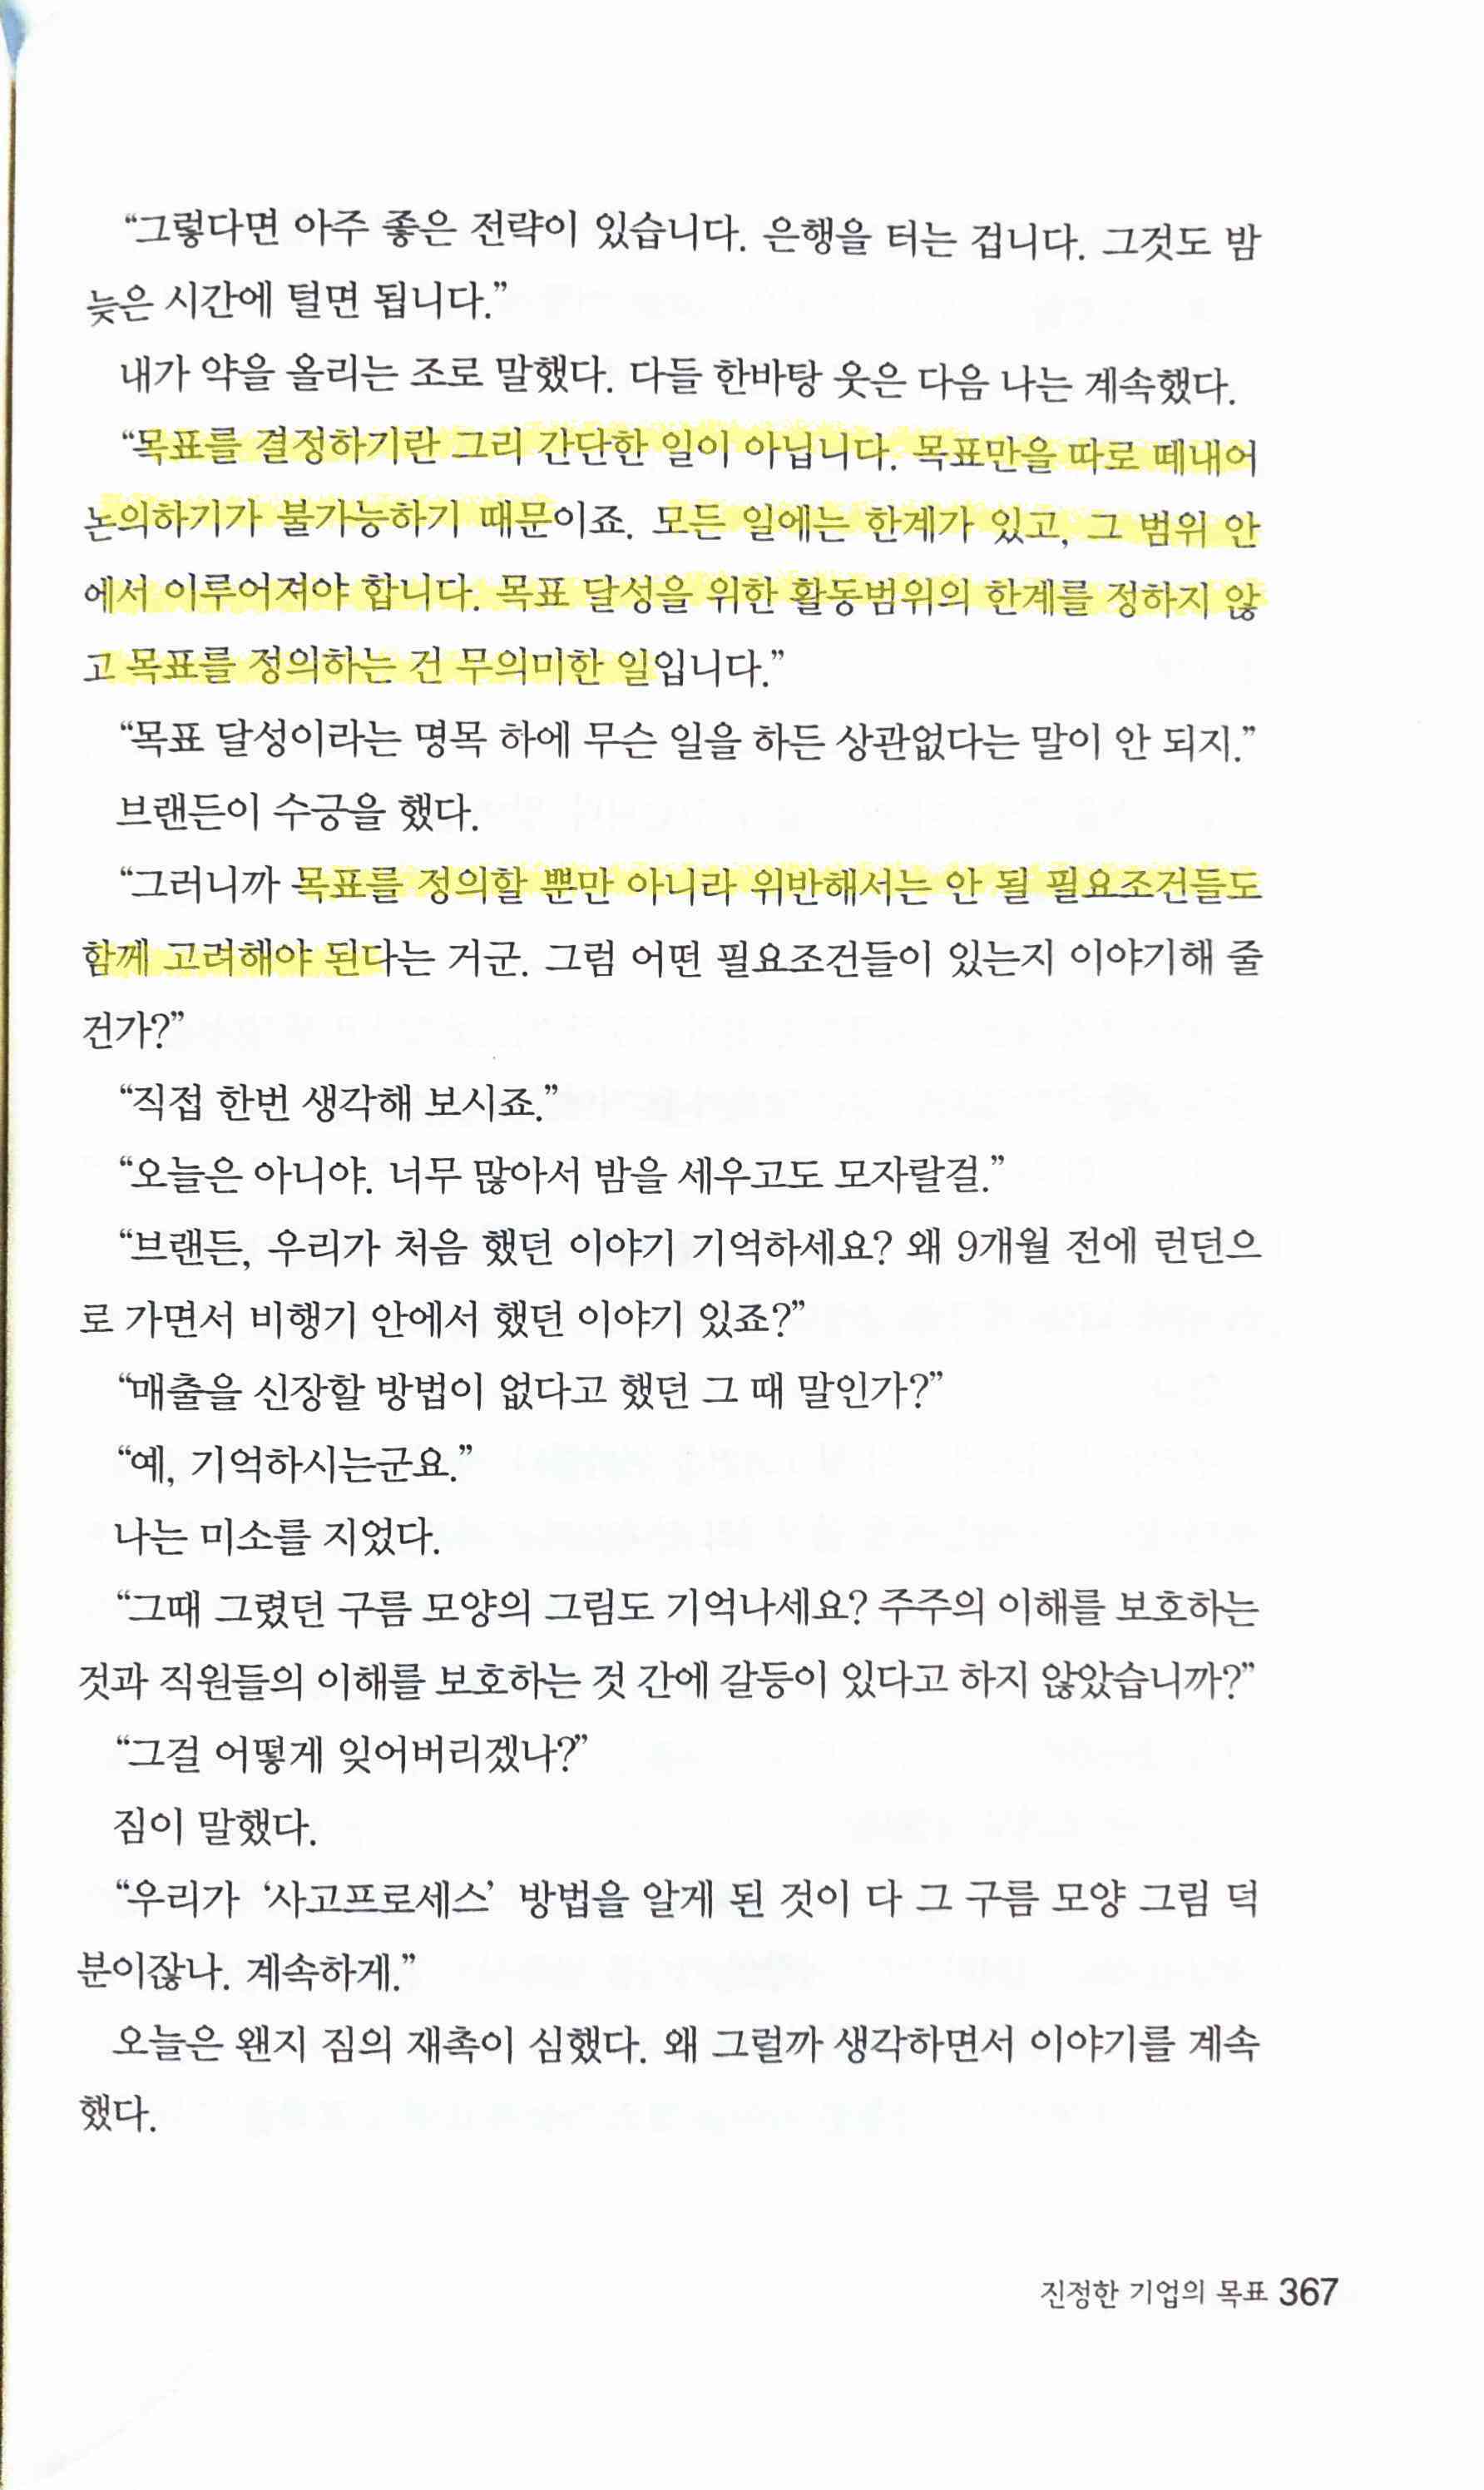 “그렇다면 아주 좋은 전략이 있습니다. 은행을 터는 겁니다. 그것도 밤
늦은 시간에 털면 됩니다.”
내가 약을 올리는 조로 말했다. 다들 한바탕 웃은 다음 나는 계속했다.
“목표를 결정하기란 그리 간단한 일이 아닙니다. 목표만을 따로 떼내어
논의하기가 불가능하기 때문이죠. 모든 일에는 한계가 있고, 그 범위 안
에서 이루어져야 합니다. 목표 달성을 위한 활동범위의 한계를 정하지 않
고 목표를 정의하는 건 무의미한 일입니다.”
“목표 달성이라는 명목 하에 무슨 일을 하든 상관없다는 말이 안 되지.”
브랜든이 수긍을 했다.
“그러니까 목표를 정의할 뿐만 아니라 위반해서는 안 될 필요조건들도
함께 고려해야 된다는 거군. 그럼 어떤 필요조건들이 있는지 이야기해 줄
건가?”
“직접 한번 생각해 보시죠.”
“오늘은 아니야. 너무 많아서 밤을 세우고도 모자랄걸.”
“브랜든, 우리가 처음 했던 이야기 기억하세요? 왜 9개월 전에 런던으
로 가면서 비행기 안에서 했던 이야기 있죠?”
“매출을 신장할 방법이 없다고 했던 그 때 말인가?”
“예, 기억하시는군요.”
나는 미소를 지었다.
“그때 그렸던 구름 모양의 그림도 기억나세요? 주주의 이해를 보호하는
것과 직원들의 이해를 보호하는 것 간에 갈등이 있다고 하지 않았습니까?”
“그걸 어떻게 잊어버리겠나?”
짐이 말했다.
“우리가 ‘사고프로세스’ 방법을 알게 된 것이 다 그 구름 모양 그림 덕
분이잖나. 계속하게.”
오늘은 왠지 짐의 재촉이 심했다. 왜 그럴까 생각하면서 이야기를 계속
했다.
진정한 기업의 목표 367